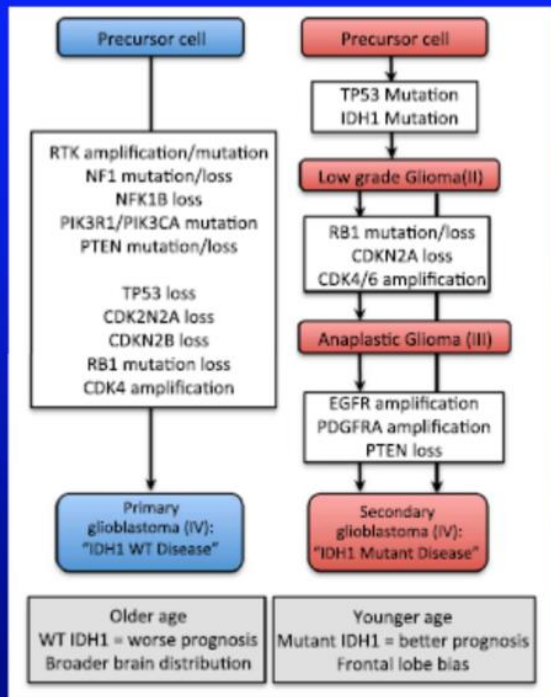 Precursor cell
RTK amplification/mutation
NF1 mutation/loss
NFK1B loss
PIK3R1/PIK3CA mutation
PTEN mutation/loss
TP53 loss
CDK2N2A loss
CDKN2B loss
RB1 mutation loss
CDK4 amplification
Primary
glioblastoma (IV):
"IDH1 WT Disease"
Older age
WT IDH1 = worse prognosis
Broader brain distribution
Precursor cell
TP53 Mutation
IDH1 Mutation
Low grade Glioma(II)
RB1 mutation/loss
CDKN2A loss
CDK4/6 amplification
Anaplastic Glioma (III)
EGFR amplification
PDGFRA amplification
PTEN loss
Secondary
glioblastoma (IV):
"IDH1 Mutant Disease"
Younger age
Mutant IDH1 = better prognosis
Frontal lobe bias